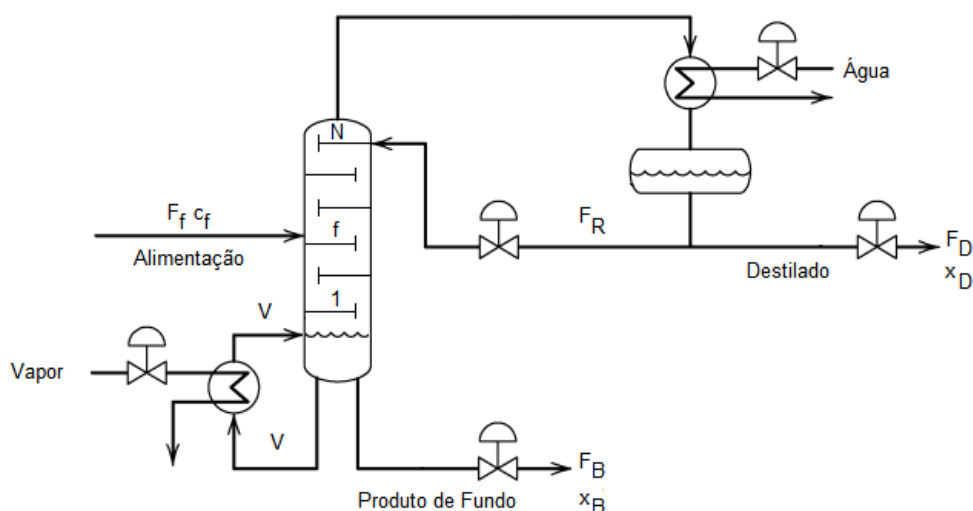 N
Água
F_f c_f
Alimentação
f
F_R
Destilado
F_D
x_D
1
V
Vapor
V
Produto de Fundo
F_B
x_B